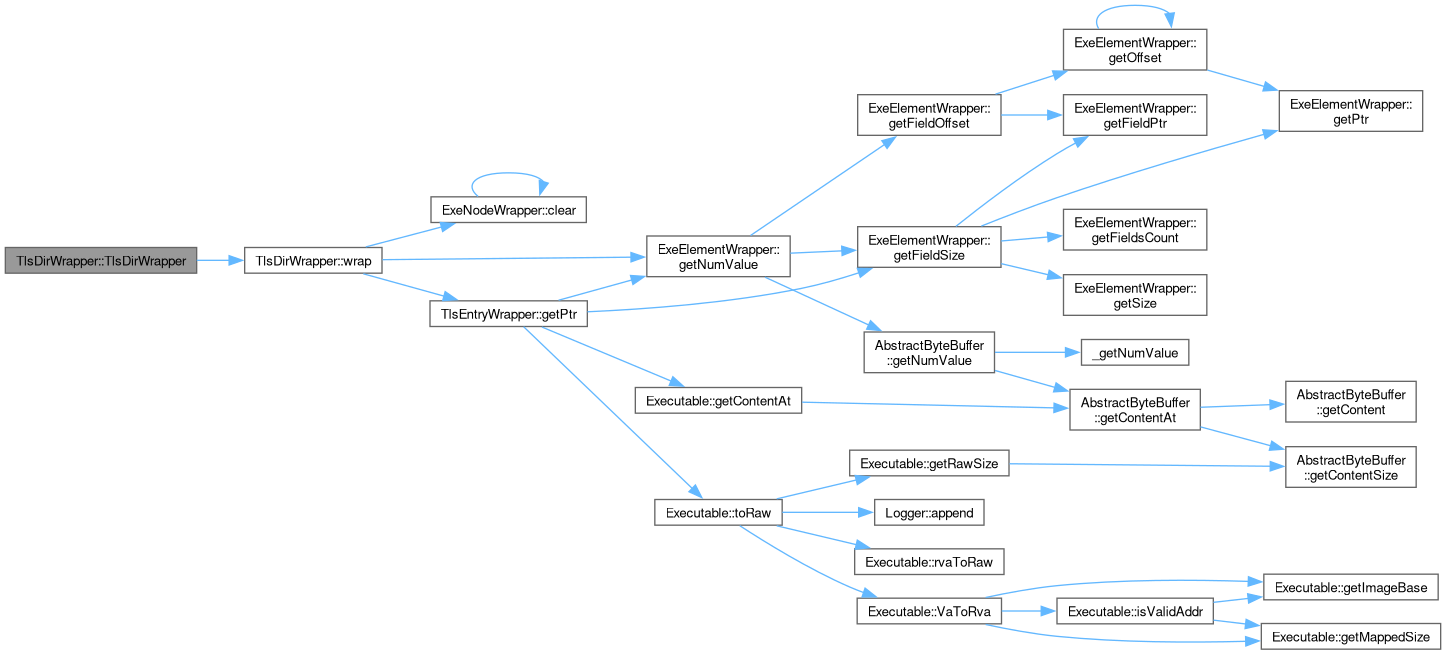 TlsDirWrapper::TlsDirWrapper
TlsDirWrapper::wrap
ExeNodeWrapper::clear
TlsEntryWrapper::getPtr
ExeElementWrapper::
getNumValue
Executable::getContentAt
Executable::toRaw
ExeElementWrapper::
getFieldOffset
ExeElementWrapper::
getFieldSize
AbstractByteBuffer
::getNumValue
Executable::getRawSize
Logger::append
Executable::rvaToRaw
Executable::VaToRva
ExeElementWrapper::
getOffset
ExeElementWrapper::
getFieldPtr
ExeElementWrapper::
getFieldsCount
ExeElementWrapper::
getSize
_getNumValue
AbstractByteBuffer
::getContentAt
Executable::isValidAddr
ExeElementWrapper::
getPtr
AbstractByteBuffer
::getContent
AbstractByteBuffer
::getContentSize
Executable::getImageBase
Executable::getMappedSize